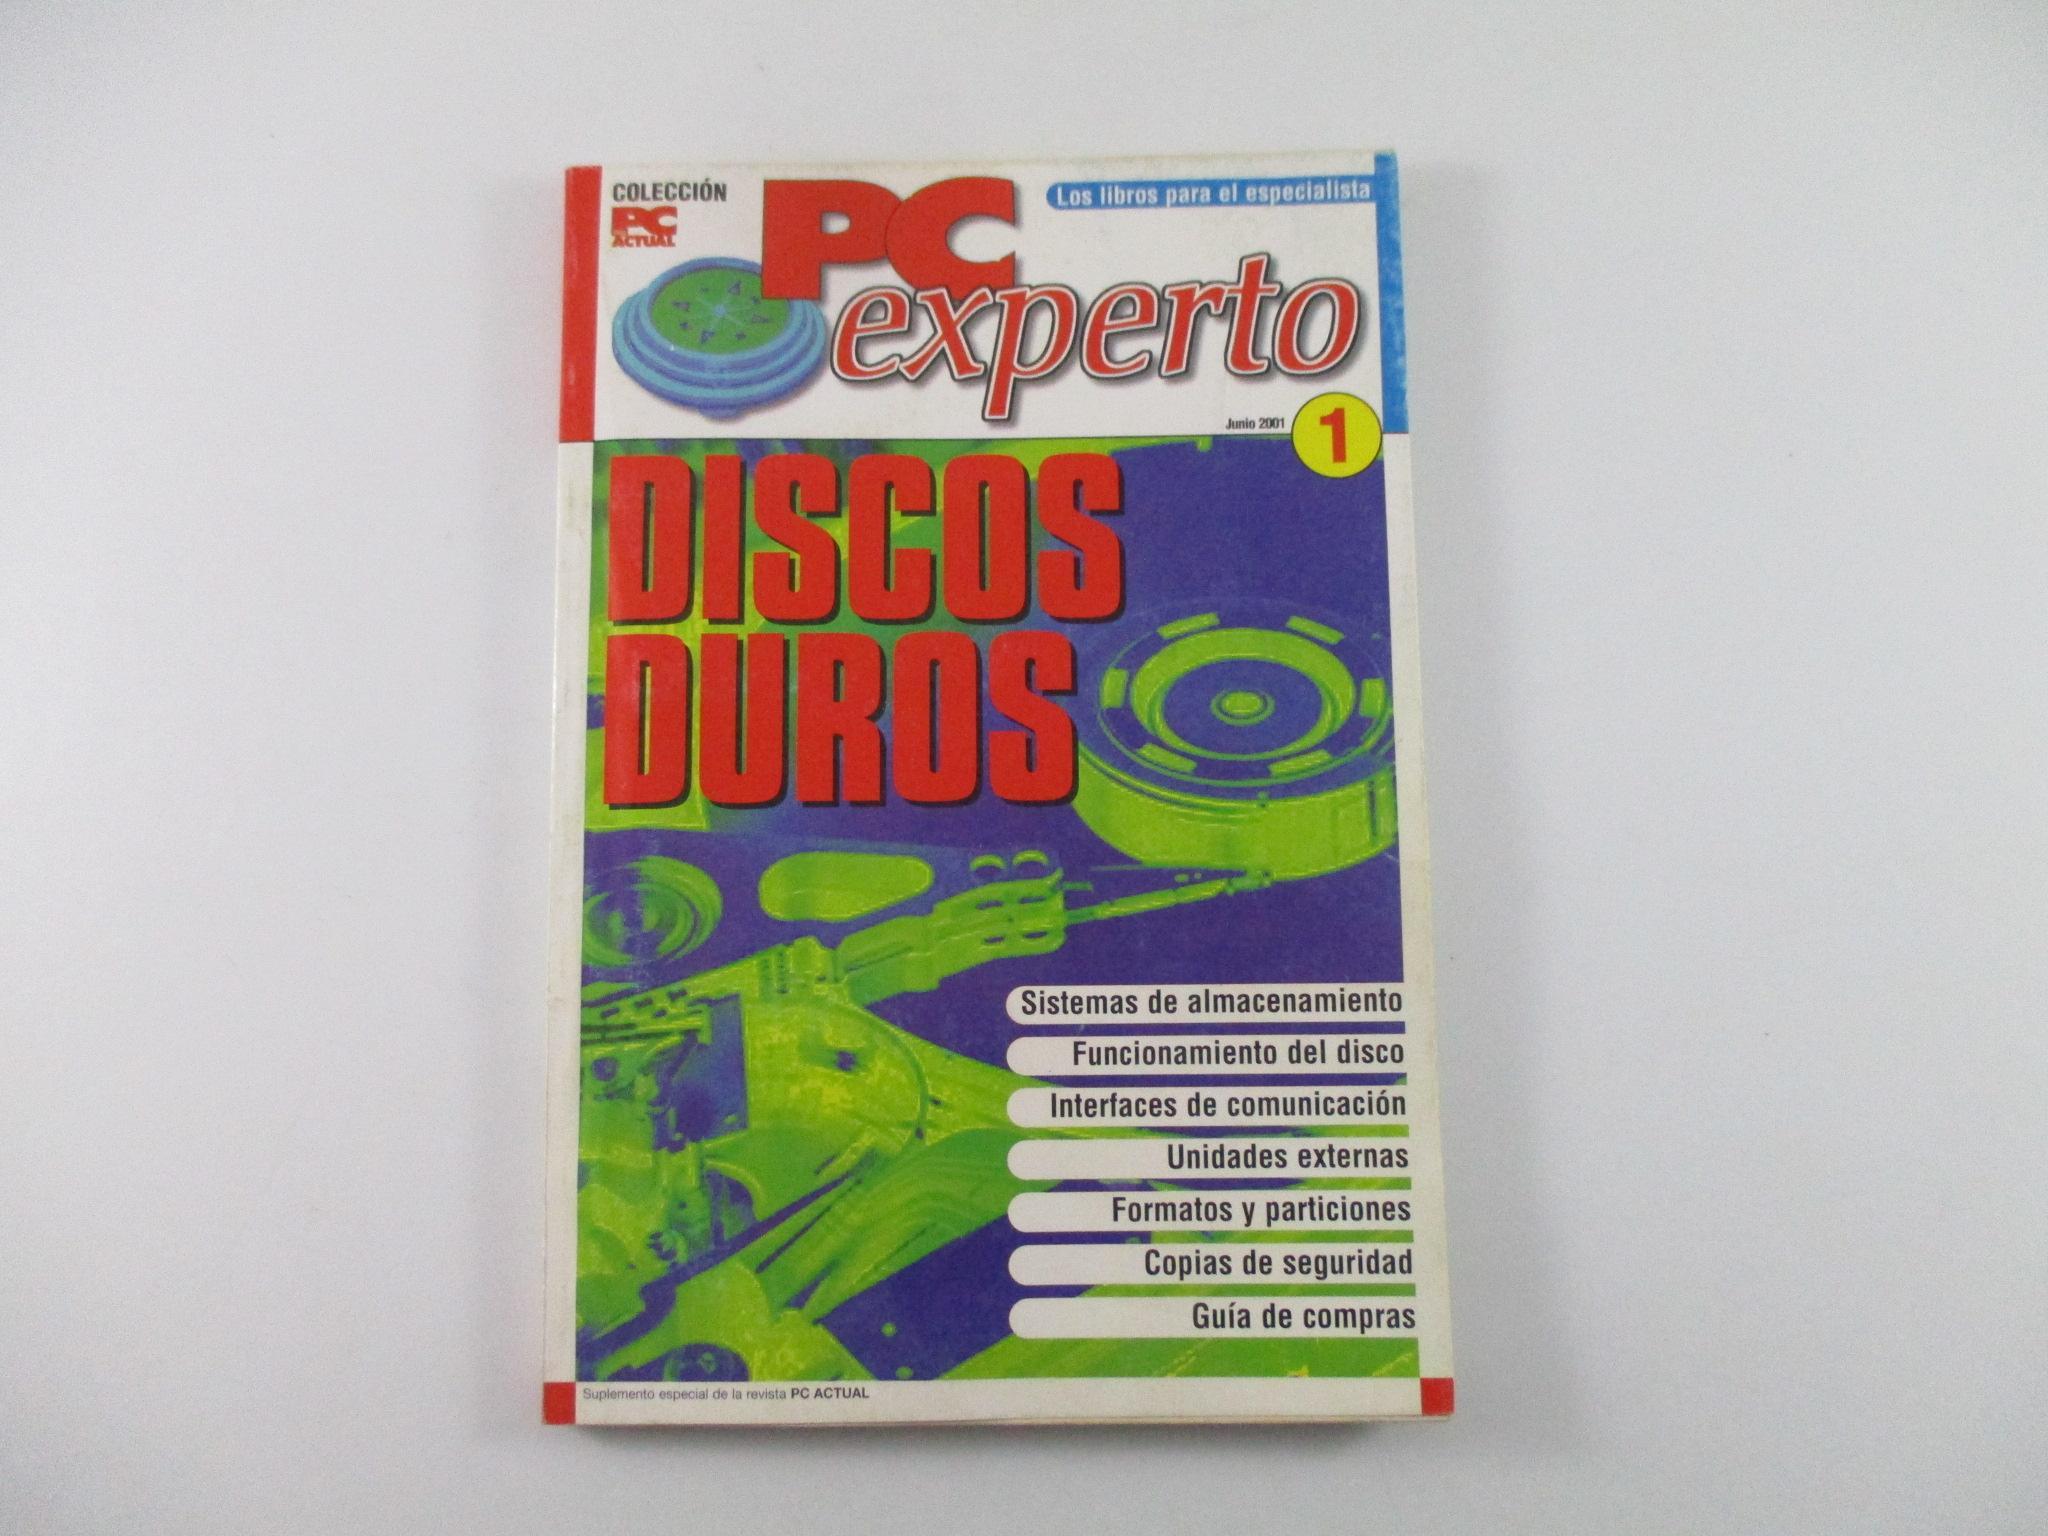 COLECCIÓN
PC
ACTUAL
Los libros para el especialista
PC
experto
Junio 2001
1
DISCOS
DUROS
Sistemas de almacenamiento
Funcionamiento del disco
Interfaces de comunicación
Unidades externas
Formatos y particiones
Copias de seguridad
Guía de compras
Suplemento especial de la revista PC ACTUAL